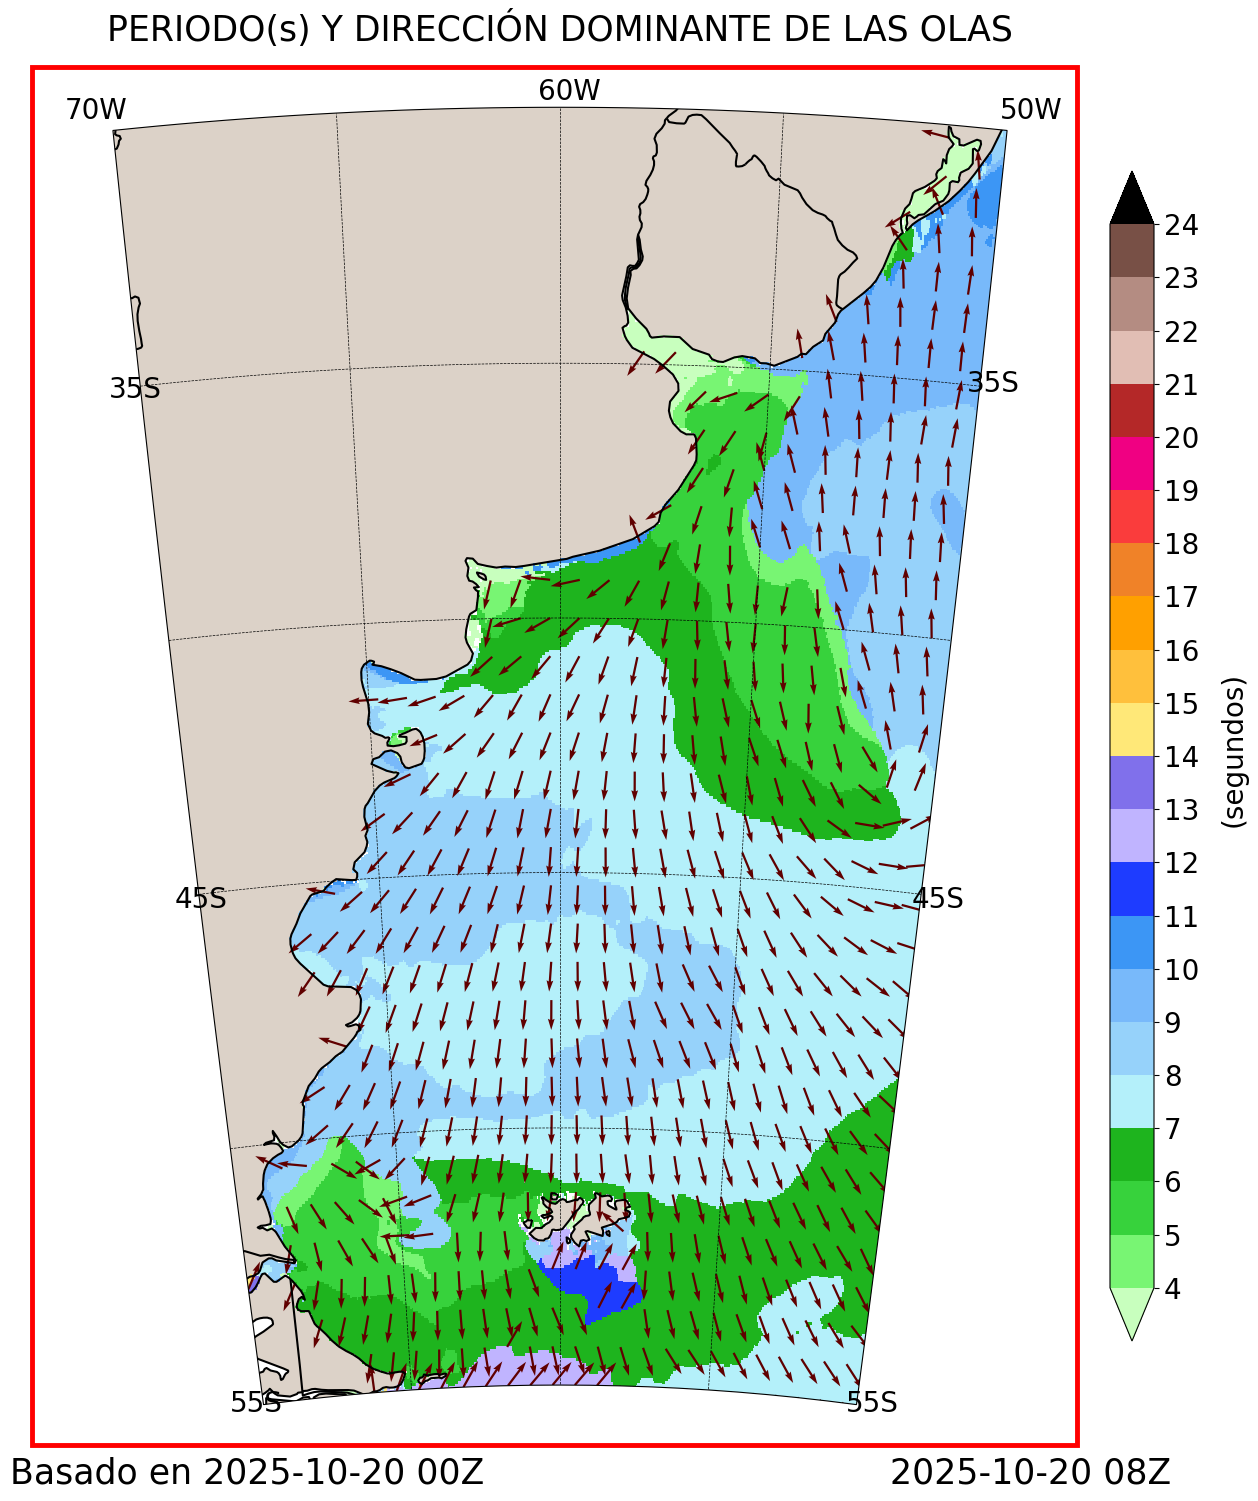 PERIODO(s) Y DIRECCIÓN DOMINANTE DE LAS OLAS
70W
60W
50W
35S
35S
45S
45S
55S
55S
24
23
22
21
20
19
18
17
16
15
14
13
12
11
10
9
8
7
6
5
4
(segundos)
Basado en 2025-10-20 00Z
2025-10-20 08Z